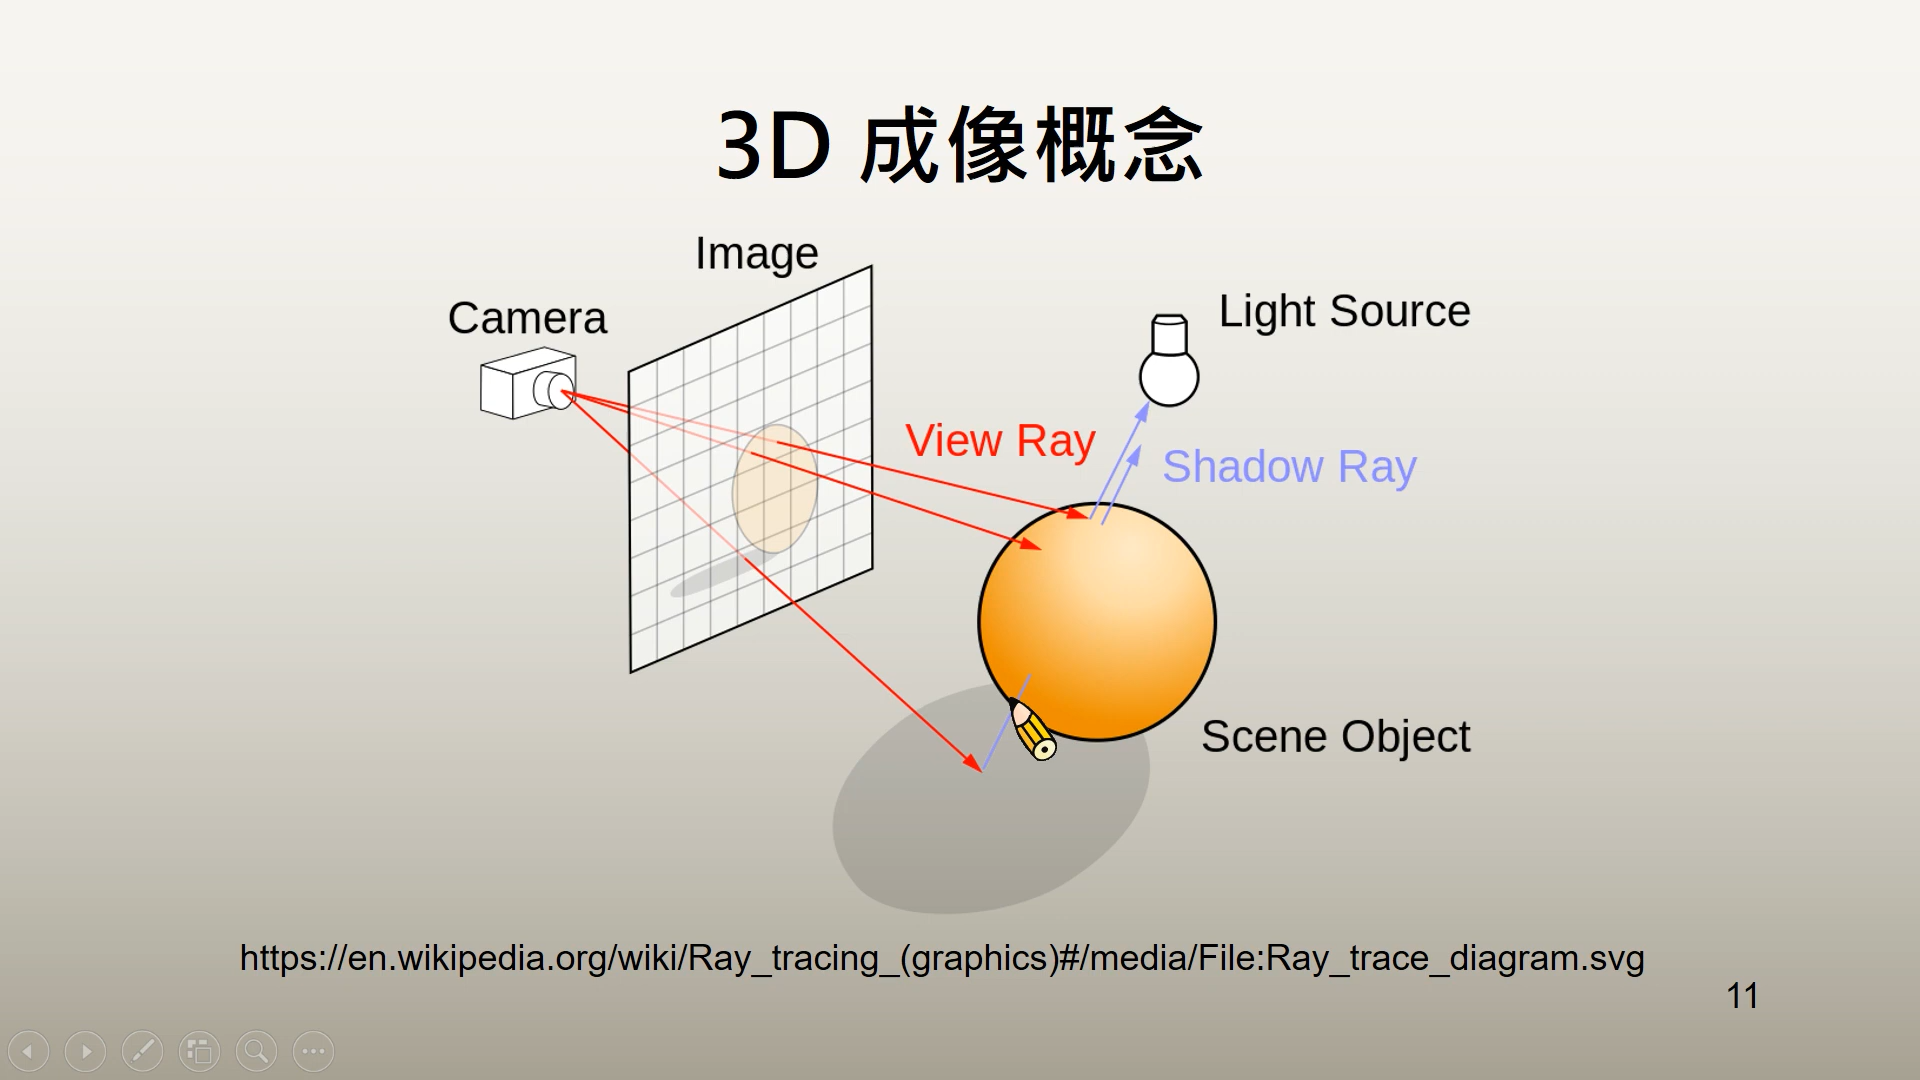 3D 成像概念
Image
Camera
Light Source
View Ray
Shadow Ray
Scene Object
https://en.wikipedia.org/wiki/Ray_tracing_(graphics)#/media/File:Ray_trace_diagram.svg
11